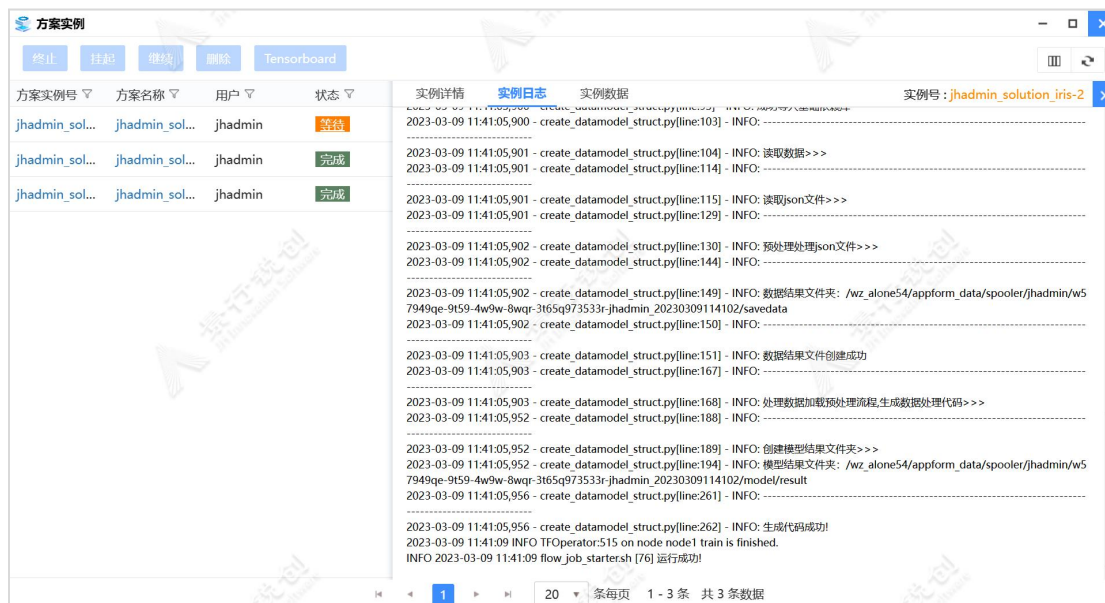 方案实例
终止 挂起 继续 删除 Tensorboard
方案实例号 方案名称 用户 状态
jhadmin_sol... jhadmin_sol... jhadmin 等待
jhadmin_sol... jhadmin_sol... jhadmin 完成
jhadmin_sol... jhadmin_sol... jhadmin 完成
实例详情 实例日志 实例数据 实例号 : jhadmin_solution_iris-2
2023-03-09 11:41:05,900 - create_datamodel_struct.py[line:103] - INFO: --------------------------------------------------------------------------------
-------------------------------
2023-03-09 11:41:05,901 - create_datamodel_struct.py[line:104] - INFO: 读取数据>>>
2023-03-09 11:41:05,901 - create_datamodel_struct.py[line:114] - INFO: --------------------------------------------------------------------------------
-------------------------------
2023-03-09 11:41:05,901 - create_datamodel_struct.py[line:115] - INFO: 读取json文件>>>
2023-03-09 11:41:05,901 - create_datamodel_struct.py[line:129] - INFO: --------------------------------------------------------------------------------
-------------------------------
2023-03-09 11:41:05,902 - create_datamodel_struct.py[line:130] - INFO: 预处理处理json文件>>>
2023-03-09 11:41:05,902 - create_datamodel_struct.py[line:144] - INFO: --------------------------------------------------------------------------------
-------------------------------
2023-03-09 11:41:05,902 - create_datamodel_struct.py[line:149] - INFO: 数据结果文件夹：/wz_alone54/appform_data/spooler/jhadmin/w5
7949qe-9t59-4w9w-8wqr-3t65q973533r-jhadmin_20230309114102/savedata
2023-03-09 11:41:05,902 - create_datamodel_struct.py[line:150] - INFO: --------------------------------------------------------------------------------
-------------------------------
2023-03-09 11:41:05,903 - create_datamodel_struct.py[line:151] - INFO: 数据结果文件创建成功
2023-03-09 11:41:05,903 - create_datamodel_struct.py[line:167] - INFO: --------------------------------------------------------------------------------
-------------------------------
2023-03-09 11:41:05,903 - create_datamodel_struct.py[line:168] - INFO: 处理数据加载预处理流程,生成数据处理代码>>>
2023-03-09 11:41:05,952 - create_datamodel_struct.py[line:188] - INFO: --------------------------------------------------------------------------------
-------------------------------
2023-03-09 11:41:05,952 - create_datamodel_struct.py[line:189] - INFO: 创建模型结果文件夹>>>
2023-03-09 11:41:05,952 - create_datamodel_struct.py[line:194] - INFO: 模型结果文件夹：/wz_alone54/appform_data/spooler/jhadmin/w5
7949qe-9t59-4w9w-8wqr-3t65q973533r-jhadmin_20230309114102/model/result
2023-03-09 11:41:05,956 - create_datamodel_struct.py[line:261] - INFO: --------------------------------------------------------------------------------
-------------------------------
2023-03-09 11:41:05,956 - create_datamodel_struct.py[line:262] - INFO: 生成代码成功!
2023-03-09 11:41:09 INFO TFOperator:515 on node node1 train is finished.
INFO 2023-03-09 11:41:09 flow_job_starter.sh [76] 运行成功!
1 20 条每页 1 - 3 条 共 3 条数据